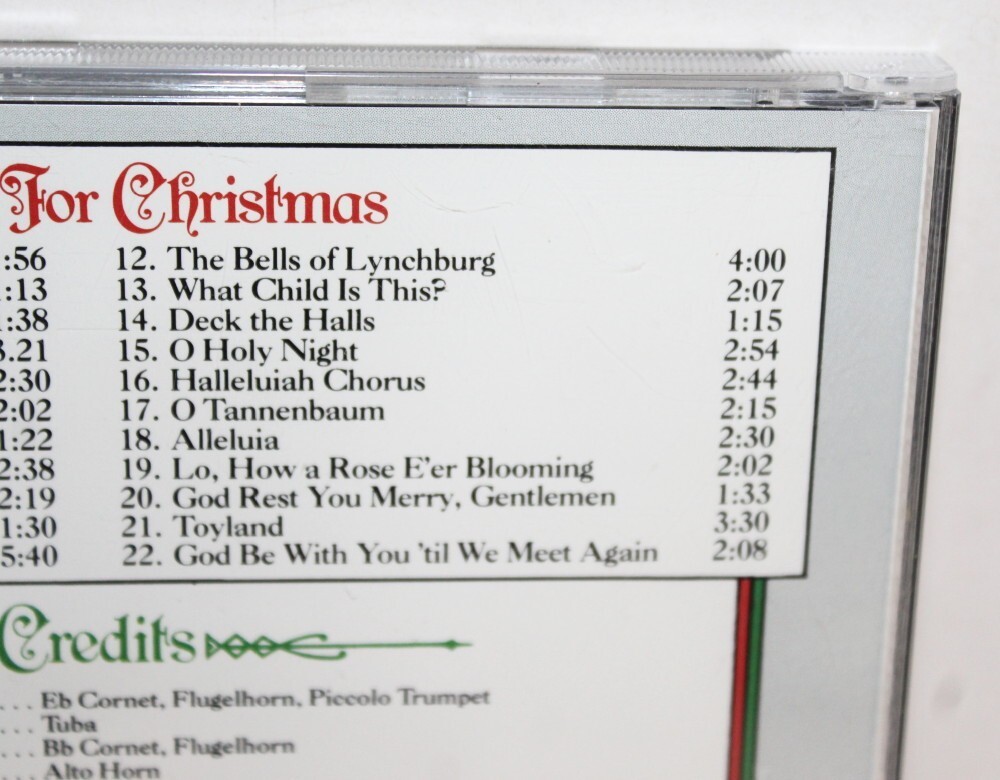 For Christmas
:56 12. The Bells of Lynchburg 4:00
:13 13. What Child Is This? 2:07
1:38 14. Deck the Halls 1:15
3.21 15. O Holy Night 2:54
2:30 16. Halleluiah Chorus 2:44
2:02 17. O Tannenbaum 2:15
1:22 18. Alleluia 2:30
2:38 19. Lo, How a Rose E'er Blooming 2:02
2:19 20. God Rest You Merry, Gentlemen 1:33
1:30 21. Toyland 3:30
5:40 22. God Be With You 'til We Meet Again 2:08
Credits
... Eb Cornet, Flugelhorn, Piccolo Trumpet
... Tuba
... Bb Cornet, Flugelhorn
... Alto Horn